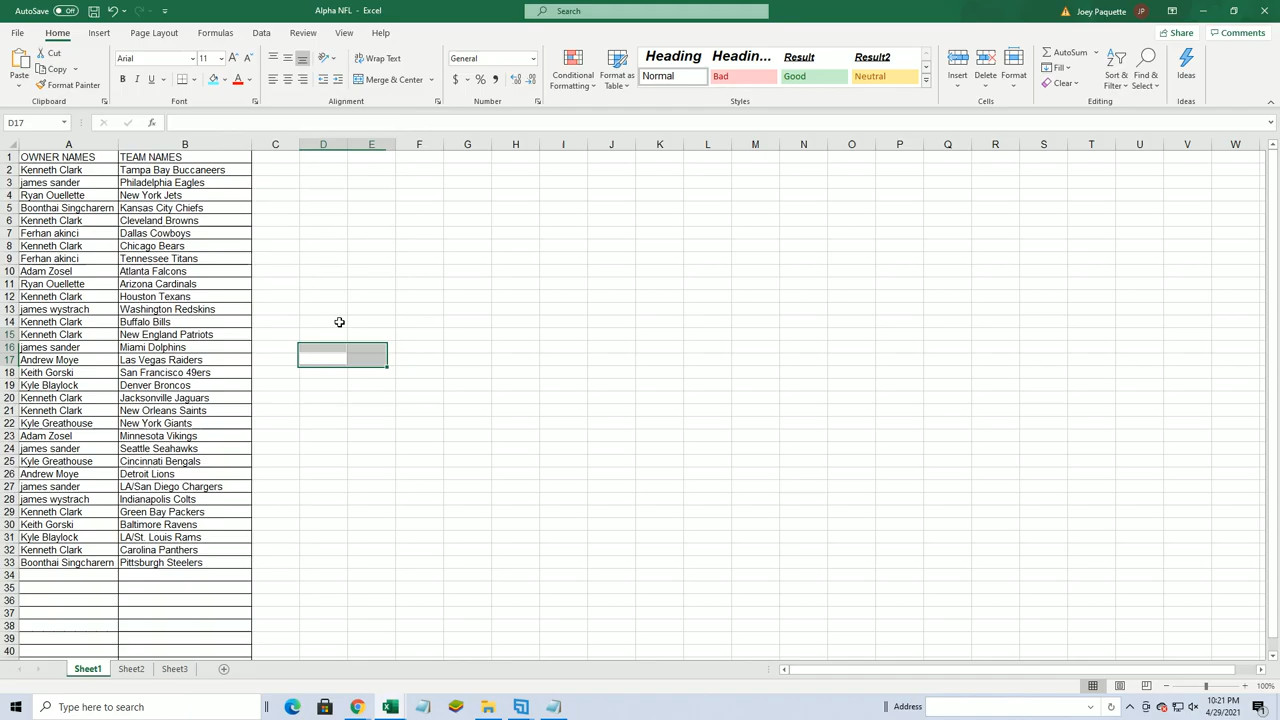 AutoSave Off
Alpha NFL - Excel
Search
Joey Paquette JP
File Home Insert Page Layout Formulas Data Review View Help
Share Comments
Paste
Cut
Copy
Format Painter
Clipboard
Arial 11
B I U
Font
Wrap Text
Merge & Center
Alignment
General
$ % 9
Number
Conditional Formatting
Format as Table
Heading Headin... Result Result2
Normal Bad Good Neutral
Styles
Insert Delete Format
Cells
AutoSum
Fill
Clear
Sort & Filter
Find & Select
Editing
Ideas
Ideas
D17 fx
A B C D E F G H I J K L M N O P Q R S T U V W
1 OWNER NAMES TEAM NAMES
2 Kenneth Clark Tampa Bay Buccaneers
3 james sander Philadelphia Eagles
4 Ryan Ouellette New York Jets
5 Boonthai Singcharern Kansas City Chiefs
6 Kenneth Clark Cleveland Browns
7 Ferhan akinci Dallas Cowboys
8 Kenneth Clark Chicago Bears
9 Ferhan akinci Tennessee Titans
10 Adam Zosel Atlanta Falcons
11 Ryan Ouellette Arizona Cardinals
12 Kenneth Clark Houston Texans
13 james wystrach Washington Redskins
14 Kenneth Clark Buffalo Bills
15 Kenneth Clark New England Patriots
16 james sander Miami Dolphins
17 Andrew Moye Las Vegas Raiders
18 Keith Gorski San Francisco 49ers
19 Kyle Blaylock Denver Broncos
20 Kenneth Clark Jacksonville Jaguars
21 Kenneth Clark New Orleans Saints
22 Kyle Greathouse New York Giants
23 Adam Zosel Minnesota Vikings
24 james sander Seattle Seahawks
25 Kyle Greathouse Cincinnati Bengals
26 Andrew Moye Detroit Lions
27 james sander LA/San Diego Chargers
28 james wystrach Indianapolis Colts
29 Kenneth Clark Green Bay Packers
30 Keith Gorski Baltimore Ravens
31 Kyle Blaylock LA/St. Louis Rams
32 Kenneth Clark Carolina Panthers
33 Boonthai Singcharern Pittsburgh Steelers
34
35
36
37
38
39
40
Sheet1 Sheet2 Sheet3
100%
Type here to search
Address
10:21 PM
4/29/2021